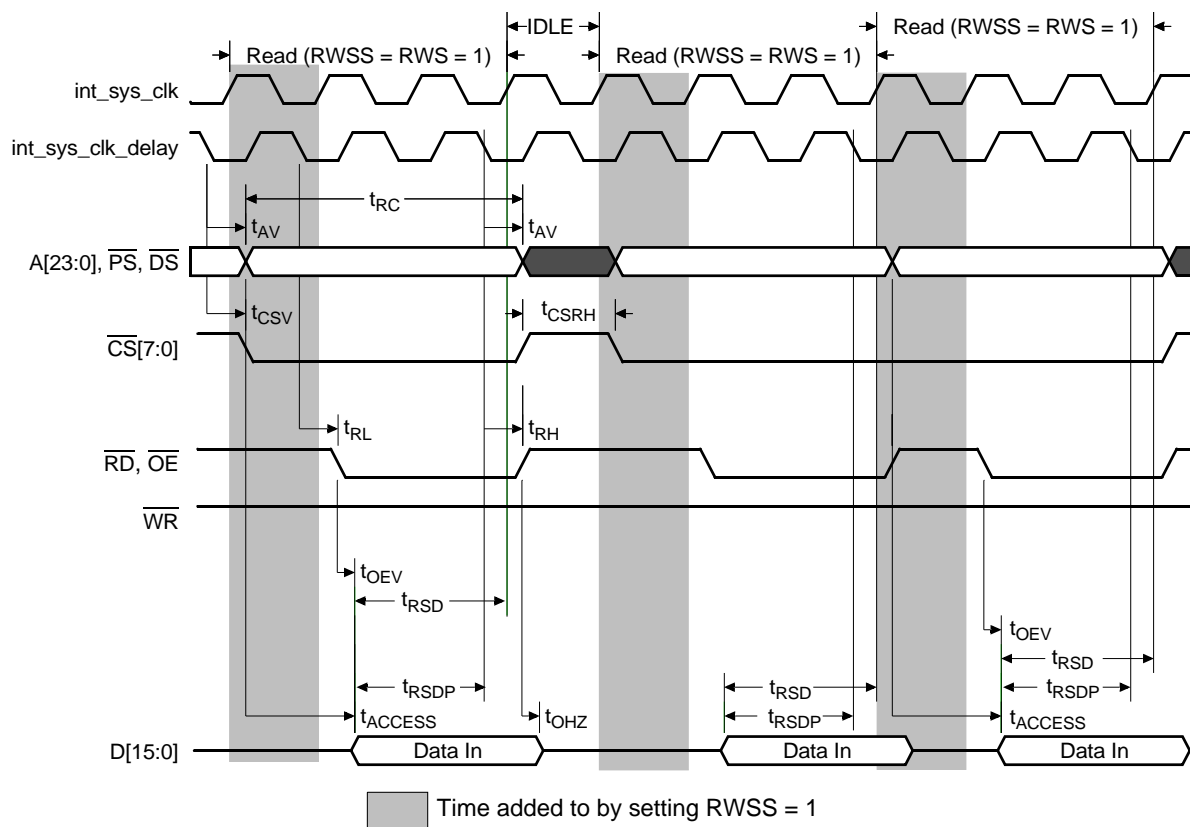 IDLE
Read (RWSS = RWS = 1)
Read (RWSS = RWS = 1)
Read (RWSS = RWS = 1)
int_sys_clk
int_sys_clk_delay
tRC
tAV
tAV
A[23:0], PS, DS
tCSV
tCSRH
CS[7:0]
tRL
tRH
RD, OE
WR
tOEV
tRSD
tOEV
tRSD
tRSDP
tRSD
tRSDP
tACCESS
tOHZ
tRSDP
tACCESS
D[15:0]
Data In
Data In
Data In
Time added to by setting RWSS = 1